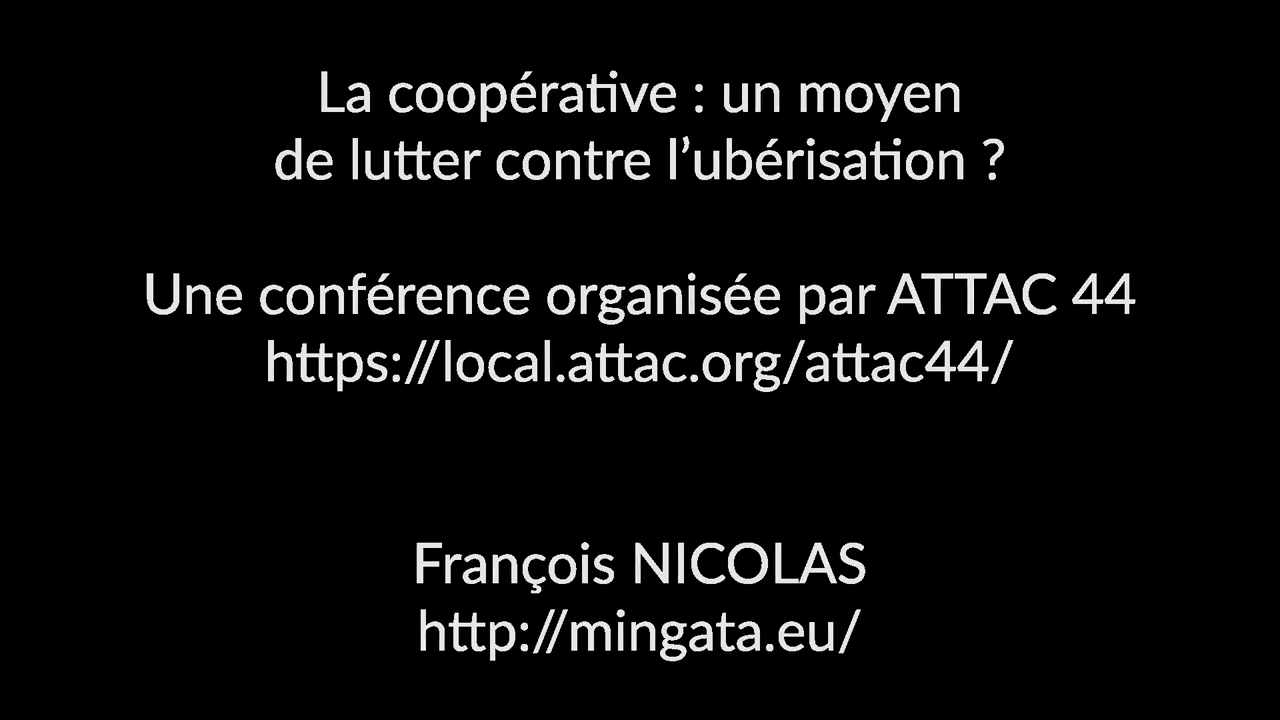 La coopérative : un moyen
de lutter contre l’ubérisation ?
Une conférence organisée par ATTAC 44
https://local.attac.org/attac44/
François NICOLAS
http://mingata.eu/